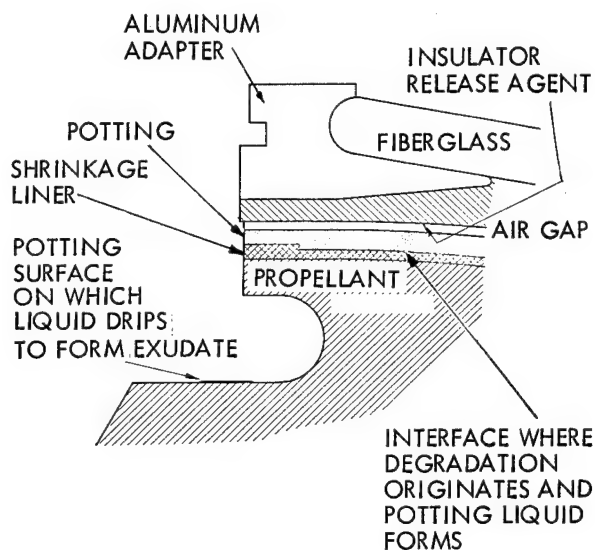 ALUMINUM
ADAPTER
INSULATOR
RELEASE AGENT
POTTING
FIBERGLASS
SHRINKAGE
LINER
AIR GAP
POTTING
SURFACE
ON WHICH
LIQUID DRIPS
TO FORM EXUDATE
PROPELLANT
INTERFACE WHERE
DEGRADATION
ORIGINATES AND
POTTING LIQUID
FORMS